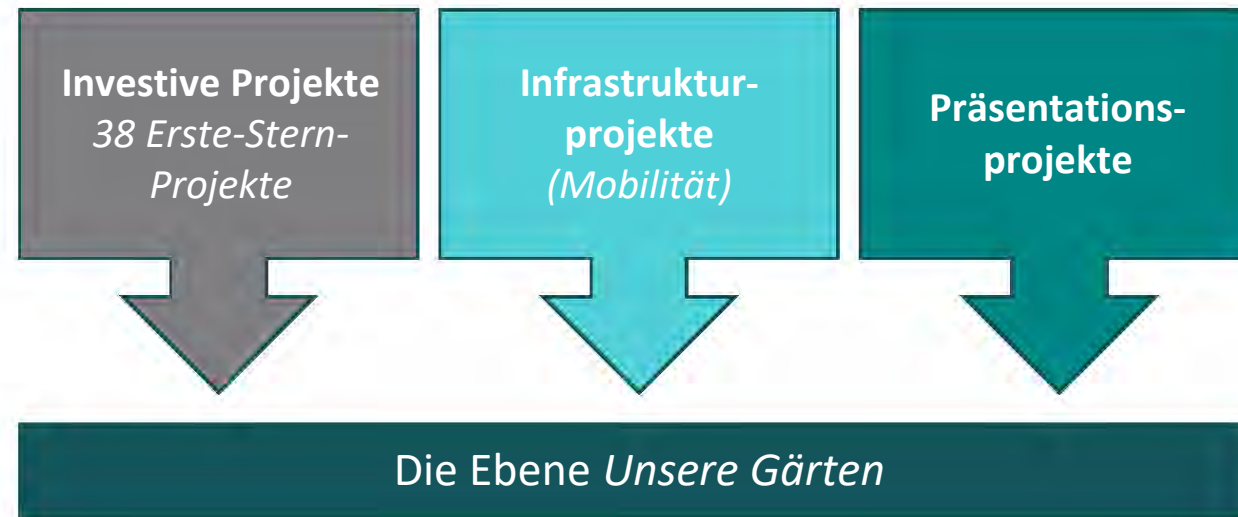 Investive Projekte
38 Erste-Stern-
Projekte
Infrastruktur-
projekte
(Mobilität)
Präsentations-
projekte
Die Ebene Unsere Gärten